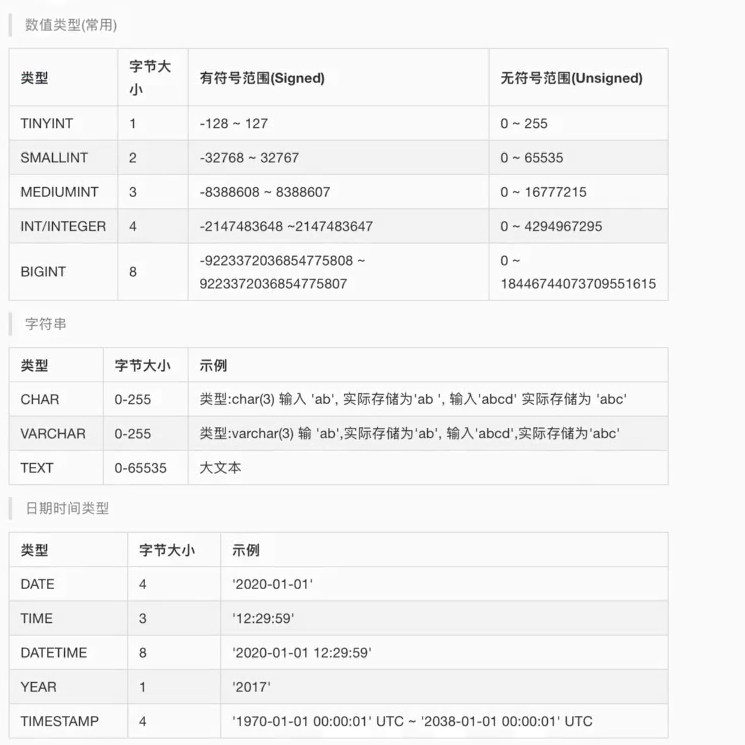 数值类型(常用)
类型 字节大小 有符号范围(Signed) 无符号范围(Unsigned)
TINYINT 1 -128 ~ 127 0 ~ 255
SMALLINT 2 -32768 ~ 32767 0 ~ 65535
MEDIUMINT 3 -8388608 ~ 8388607 0 ~ 16777215
INT/INTEGER 4 -2147483648 ~2147483647 0 ~ 4294967295
BIGINT 8 -9223372036854775808 ~ 9223372036854775807 0 ~ 18446744073709551615
字符串
类型 字节大小 示例
CHAR 0-255 类型:char(3) 输入 'ab', 实际存储为'ab ', 输入'abcd' 实际存储为 'abc'
VARCHAR 0-255 类型:varchar(3) 输 'ab',实际存储为'ab', 输入'abcd',实际存储为'abc'
TEXT 0-65535 大文本
日期时间类型
类型 字节大小 示例
DATE 4 '2020-01-01'
TIME 3 '12:29:59'
DATETIME 8 '2020-01-01 12:29:59'
YEAR 1 '2017'
TIMESTAMP 4 '1970-01-01 00:00:01' UTC ~ '2038-01-01 00:00:01' UTC